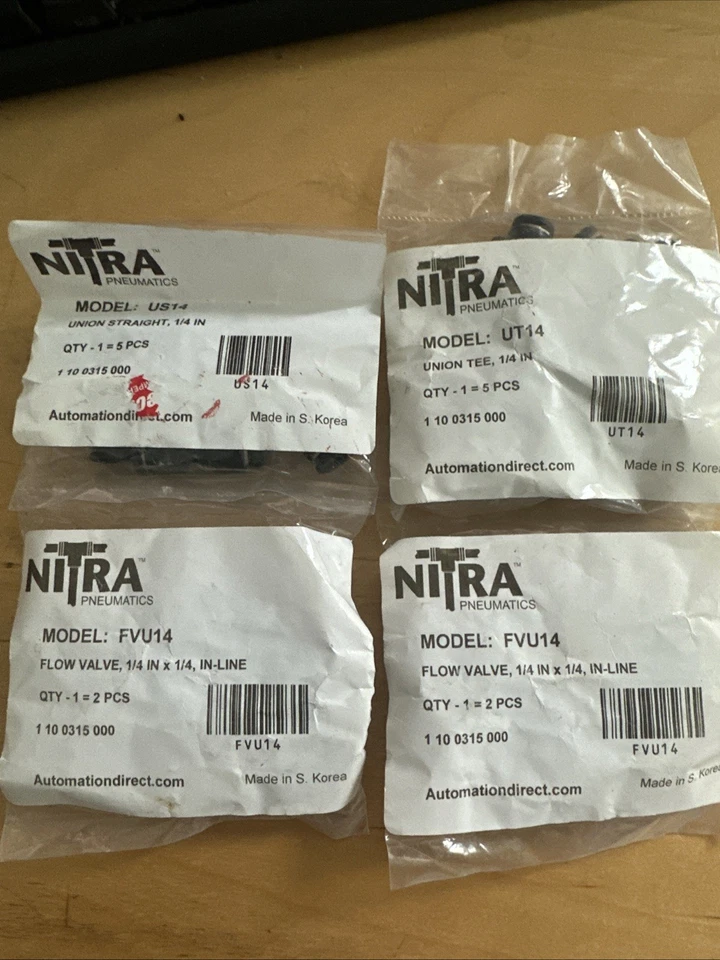 NITRA™
PNEUMATICS
MODEL: US14
UNION STRAIGHT, 1/4 IN
QTY - 1 = 5 PCS
1 10 0315 000
US14
Automationdirect.com
Made in S. Korea
NITRA™
PNEUMATICS
MODEL: UT14
UNION TEE, 1/4 IN
QTY - 1 = 5 PCS
1 10 0315 000
UT14
Automationdirect.com
Made in S. Korea
NITRA™
PNEUMATICS
MODEL: FVU14
FLOW VALVE, 1/4 IN x 1/4, IN-LINE
QTY - 1 = 2 PCS
1 10 0315 000
FVU14
Automationdirect.com
Made in S. Korea
NITRA™
PNEUMATICS
MODEL: FVU14
FLOW VALVE, 1/4 IN x 1/4, IN-LINE
QTY - 1 = 2 PCS
1 10 0315 000
FVU14
Automationdirect.com
Made in S. Korea